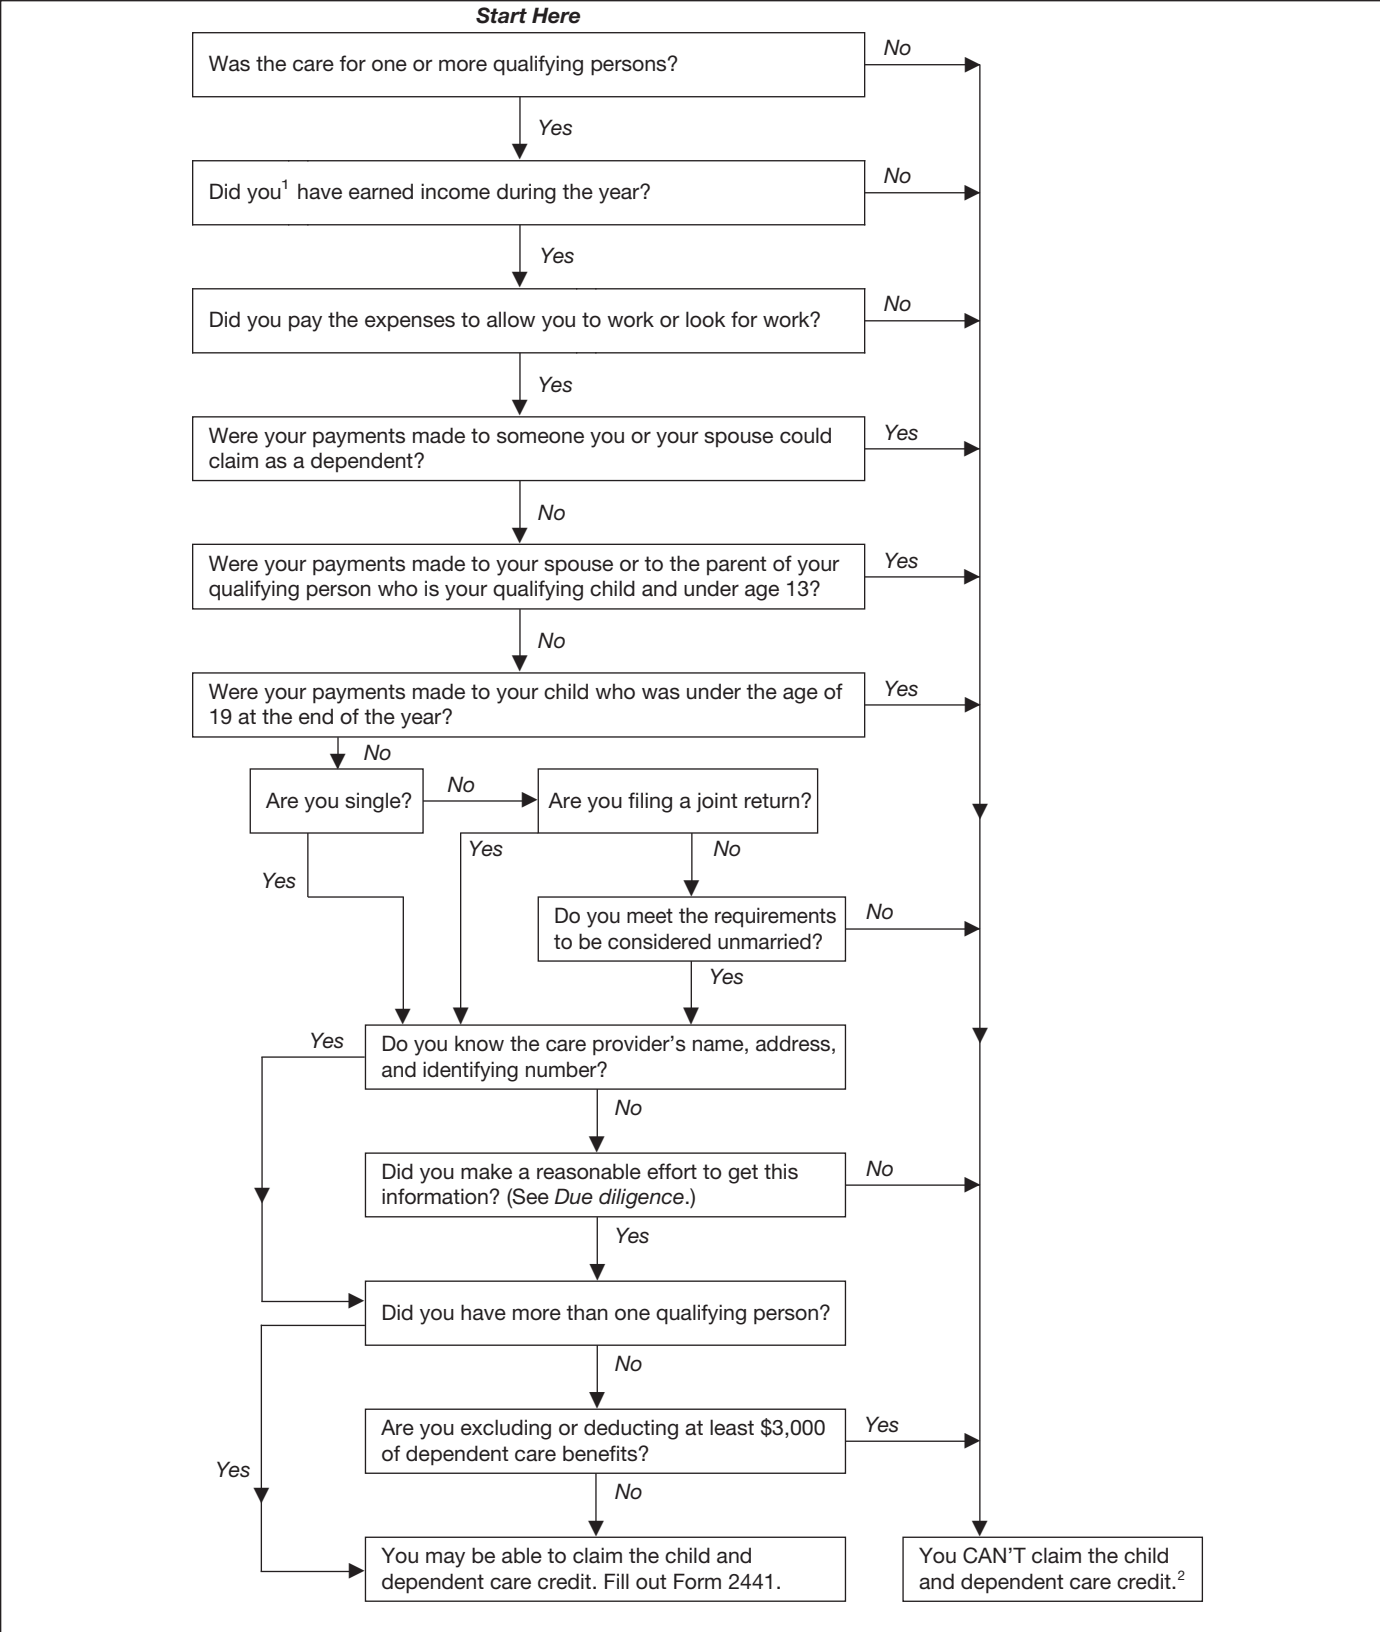 Start Here
Was the care for one or more qualifying persons?
No
Yes
Did you1 have earned income during the year?
No
Yes
Did you pay the expenses to allow you to work or look for work?
No
Yes
Were your payments made to someone you or your spouse could
claim as a dependent?
Yes
No
Were your payments made to your spouse or to the parent of your
qualifying person who is your qualifying child and under age 13?
Yes
No
Were your payments made to your child who was under the age of
19 at the end of the year?
Yes
No
Are you single?
No
Are you filing a joint return?
Yes
Yes
No
Do you meet the requirements
to be considered unmarried?
No
Yes
Do you know the care provider’s name, address,
and identifying number?
Yes
No
Did you make a reasonable effort to get this
information? (See Due diligence.)
No
Yes
Did you have more than one qualifying person?
No
Are you excluding or deducting at least $3,000
of dependent care benefits?
Yes
Yes
No
You may be able to claim the child and
dependent care credit. Fill out Form 2441.
You CAN’T claim the child
and dependent care credit.2